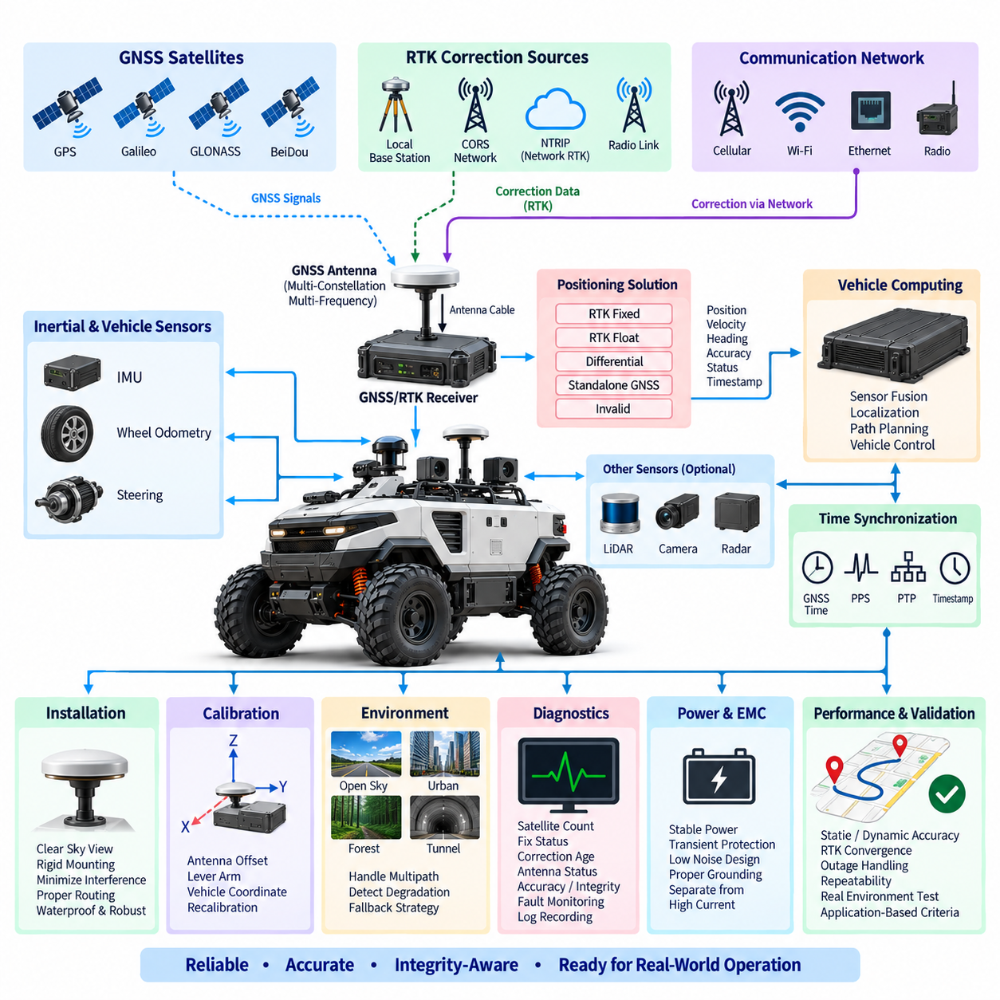 GNSS Satellites
GPS
Galileo
GLONASS
BeiDou
RTK Correction Sources
Local
Base Station
CORS
Network
NTRIP
(Network RTK)
Radio Link
Communication Network
Cellular
Wi-Fi
Ethernet
Radio
GNSS Signals
Correction Data
(RTK)
Correction via Network
GNSS Antenna
(Multi-Constellation
Multi-Frequency)
Antenna Cable
GNSS/RTK Receiver
Positioning Solution
RTK Fixed
RTK Float
Differential
Standalone GNSS
Invalid
Position
Velocity
Heading
Accuracy
Status
Timestamp
Vehicle Computing
Sensor Fusion
Localization
Path Planning
Vehicle Control
Inertial & Vehicle Sensors
IMU
Wheel Odometry
Steering
Other Sensors (Optional)
LiDAR
Camera
Radar
Time Synchronization
GNSS
Time
PPS
PTP
Timestamp
Installation
Clear Sky View
Rigid Mounting
Minimize Interference
Proper Routing
Waterproof & Robust
Calibration
Z
Y
X
Antenna Offset
Lever Arm
Vehicle Coordinate
Recalibration
Environment
Open Sky
Urban
Forest
Tunnel
Handle Multipath
Detect Degradation
Fallback Strategy
Diagnostics
Satellite Count
Fix Status
Correction Age
Antenna Status
Accuracy / Integrity
Fault Monitoring
Log Recording
Power & EMC
Stable Power
Transient Protection
Low Noise Design
Proper Grounding
Separate from
High Current
Performance & Validation
Statie / Dynamic Accuracy
RTK Convergence
Outage Handling
Repeatability
Real Environment Test
Application-Based Criteria
Reliable • Accurate • Integrity-Aware • Ready for Real-World Operation